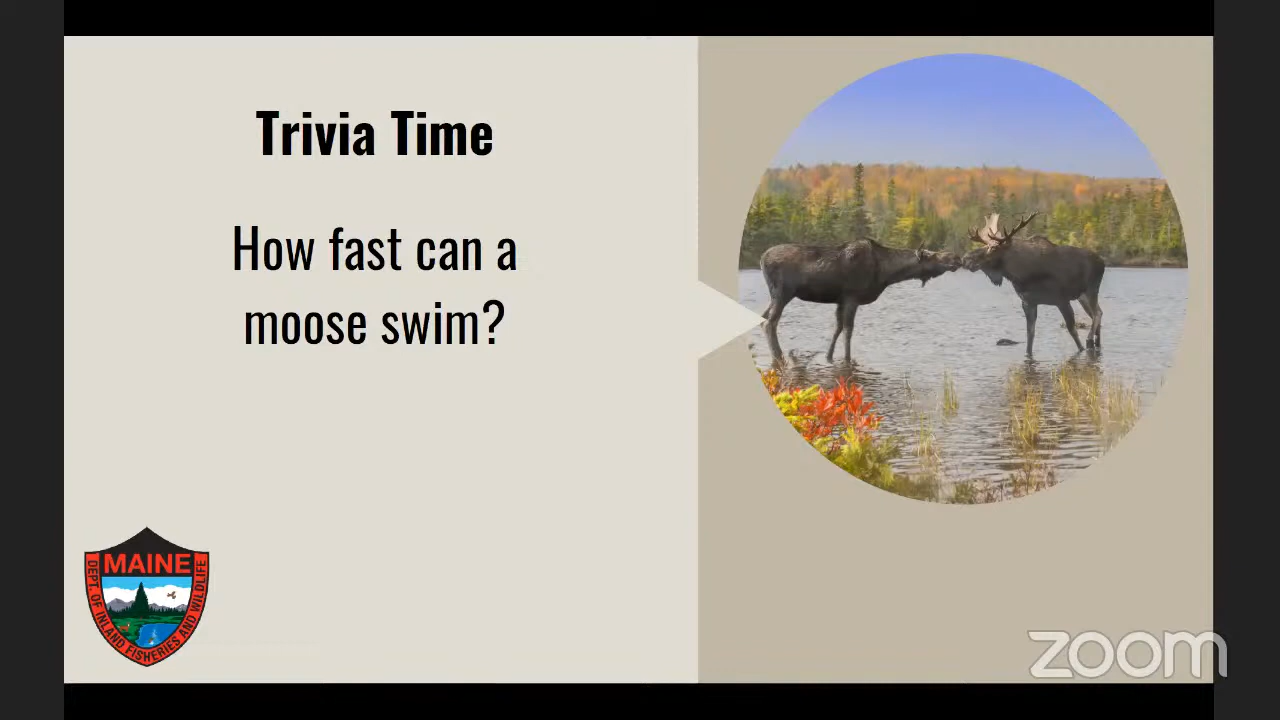 Trivia Time
How fast can a
moose swim?
MAINE
DEPT. OF INLAND FISHERIES AND WILDLIFE
zoom